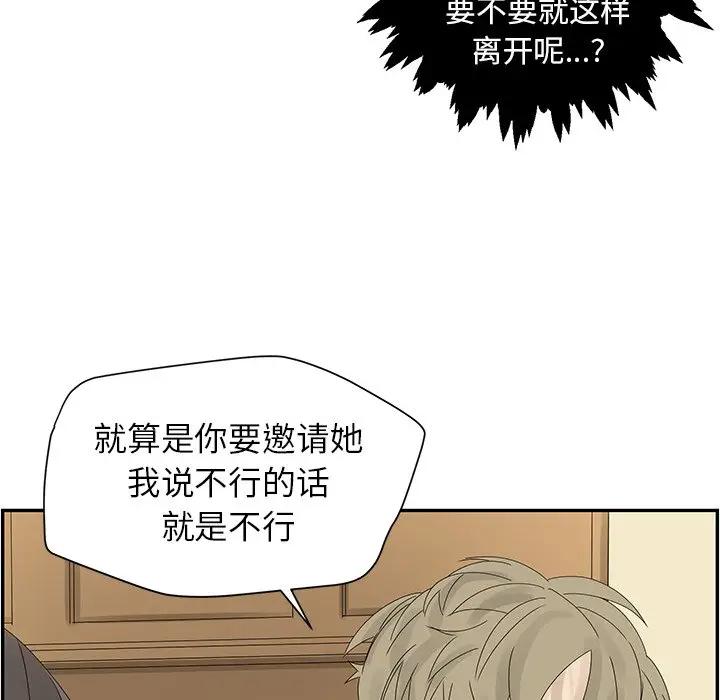 要不要就这样
离开呢...?
就算是你要邀请她
我说不行的话
就是不行